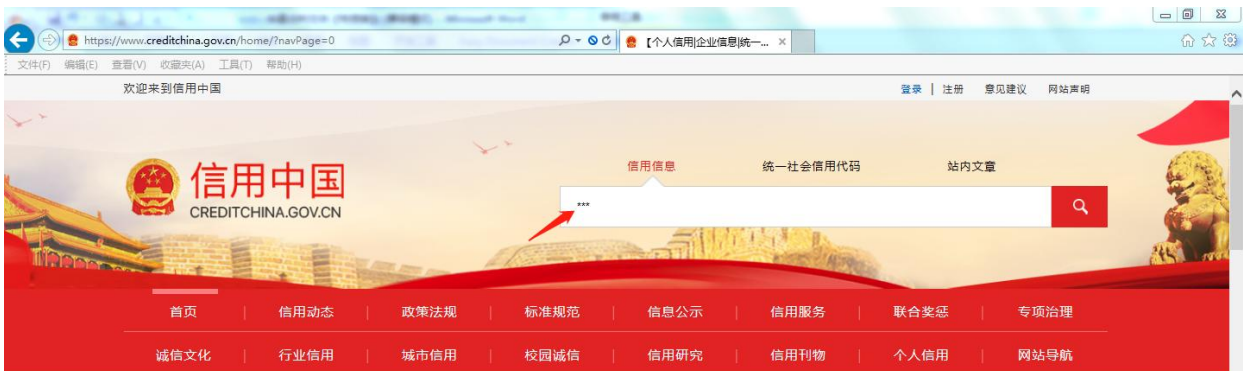 https://www.creditchina.gov.cn/home/?navPage=0
【个人信用|企业信息|统一...
文件(F) 编辑(E) 查看(V) 收藏夹(A) 工具(T) 帮助(H)
欢迎来到信用中国
登录 | 注册 意见建议 网站声明
信用信息 统一社会信用代码 站内文章
信用中国
CREDITCHINA.GOV.CN
***
首页 | 信用动态 | 政策法规 | 标准规范 | 信息公示 | 信用服务 | 联合奖惩 | 专项治理
诚信文化 | 行业信用 | 城市信用 | 校园诚信 | 信用研究 | 信用刊物 | 个人信用 | 网站导航